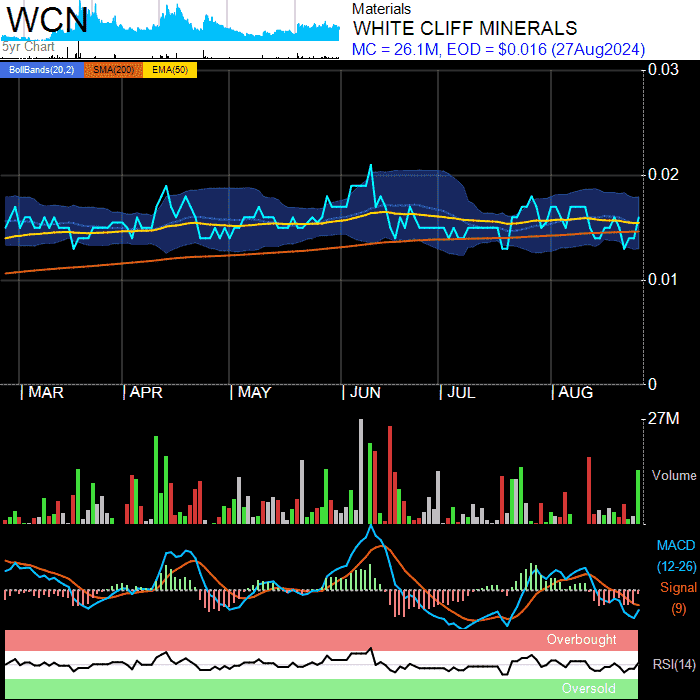 WCN
5yr Chart
Materials
WHITE CLIFF MINERALS
MC = 26.1M, EOD = $0.016 (27Aug2024)
BollBands(20,2) SMA(200) EMA(50)
0.03
0.02
0.01
0
MAR APR MAY JUN JUL AUG
27M
Volume
MACD
(12-26)
Signal
(9)
Overbought
RSI(14)
Oversold